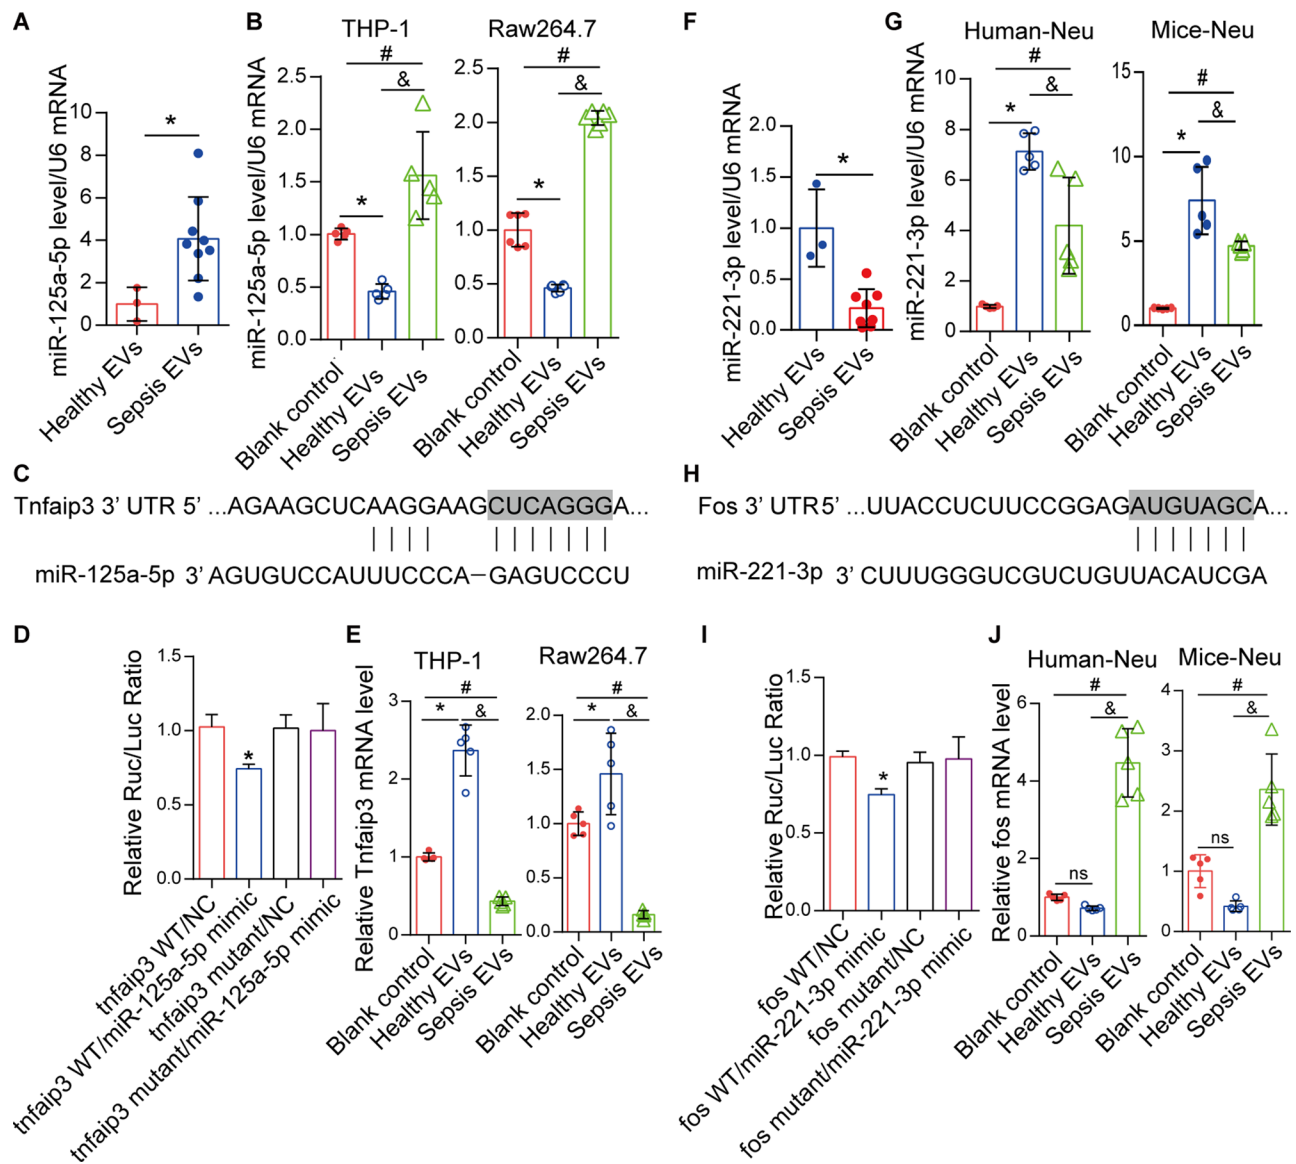 A
miR-125a-5p level/U6 mRNA
10
8
6
4
2
0
*
Healthy EVs
Sepsis EVs
B
THP-1
miR-125a-5p level/U6 mRNA
2.5
2.0
1.5
1.0
0.5
0.0
#
&
*
Blank control
Healthy EVs
Sepsis EVs
Raw264.7
2.5
2.0
1.5
1.0
0.5
0.0
#
&
*
Blank control
Healthy EVs
Sepsis EVs
F
miR-221-3p level/U6 mRNA
2.0
1.5
1.0
0.5
0.0
*
Healthy EVs
Sepsis EVs
G
Human-Neu
miR-221-3p level/U6 mRNA
10
8
6
4
2
0
#
&
*
Blank control
Healthy EVs
Sepsis EVs
Mice-Neu
15
10
5
0
#
&
*
Blank control
Healthy EVs
Sepsis EVs
C
Tnfaip3 3’ UTR 5’ ...AGAAGCUCAAGGAAGCUCAGGGA...
miR-125a-5p 3’ AGUGUCCAUUUCCCA—GAGUCCCU
H
Fos 3’ UTR5’ ...UUACCUCUUCCGGAGAUGUAGCA...
miR-221-3p 3’ CUUUGGGUCGUCUGUUACAUCGA
D
Relative Ruc/Luc Ratio
1.5
1.0
0.5
0.0
*
tnfaip3 WT/NC
tnfaip3 WT/miR-125a-5p mimic
tnfaip3 mutant/NC
tnfaip3 mutant/miR-125a-5p mimic
E
THP-1
Relative Tnfaip3 mRNA level
3
2
1
0
#
* &
Blank control
Healthy EVs
Sepsis EVs
Raw264.7
2.0
1.5
1.0
0.5
0.0
#
* &
Blank control
Healthy EVs
Sepsis EVs
I
Relative Ruc/Luc Ratio
1.5
1.0
0.5
0.0
*
fos WT/NC
fos WT/miR-221-3p mimic
fos mutant/NC
fos mutant/miR-221-3p mimic
J
Human-Neu
Relative fos mRNA level
6
4
2
0
#
&
ns
Blank control
Healthy EVs
Sepsis EVs
Mice-Neu
4
3
2
1
0
#
&
ns
Blank control
Healthy EVs
Sepsis EVs